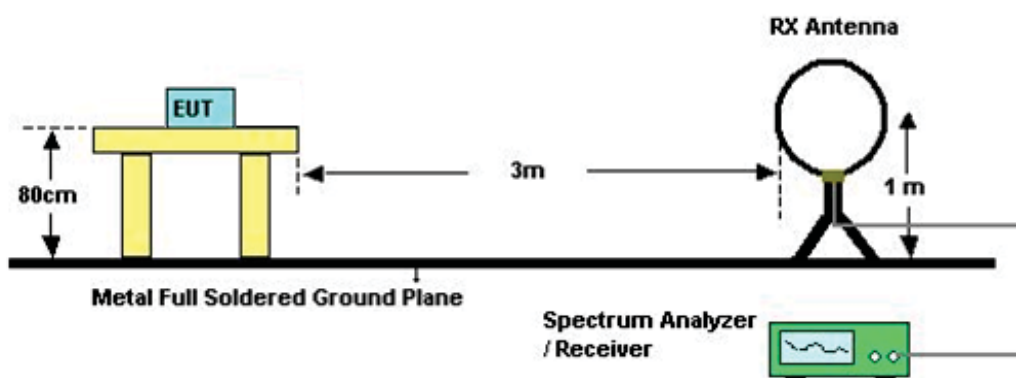 RX Antenna
EUT
80cm
3m
1 m
Metal Full Soldered Ground Plane
Spectrum Analyzer
/ Receiver